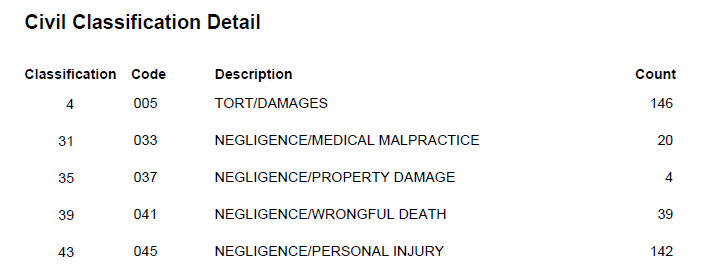 Civil Classification Detail
Classification Code Description Count
4 005 TORT/DAMAGES 146
31 033 NEGLIGENCE/MEDICAL MALPRACTICE 20
35 037 NEGLIGENCE/PROPERTY DAMAGE 4
39 041 NEGLIGENCE/WRONGFUL DEATH 39
43 045 NEGLIGENCE/PERSONAL INJURY 142